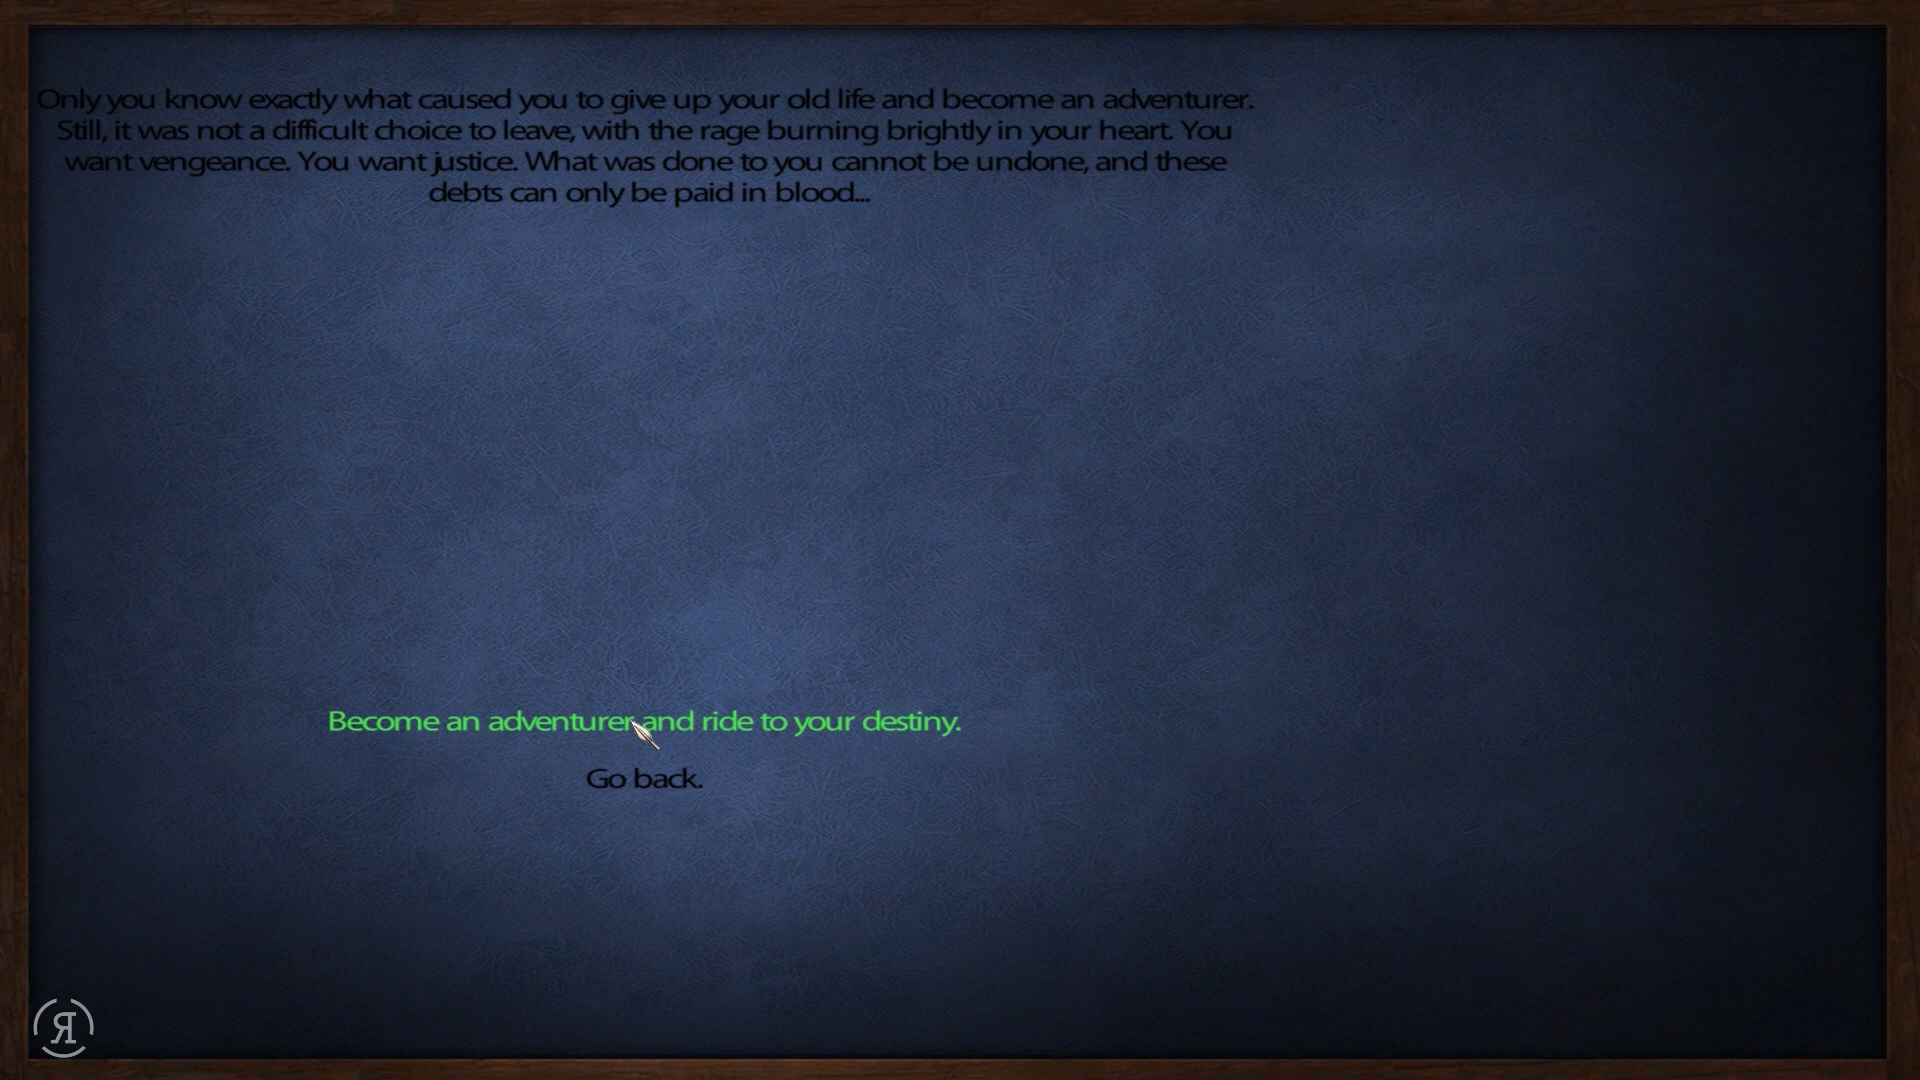 Only you know exactly what caused you to give up your old life and become an adventurer.
Still, it was not a difficult choice to leave, with the rage burning brightly in your heart. You
want vengeance. You want justice. What was done to you cannot be undone, and these
debts can only be paid in blood...
Become an adventurer and ride to your destiny.
Go back.